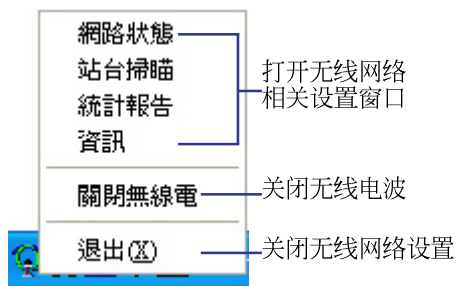 網路狀態
站台掃瞄
統計報告
資訊
打开无线网络
相关设置窗口
關閉無線電
关闭无线电波
退出(X)
关闭无线网络设置